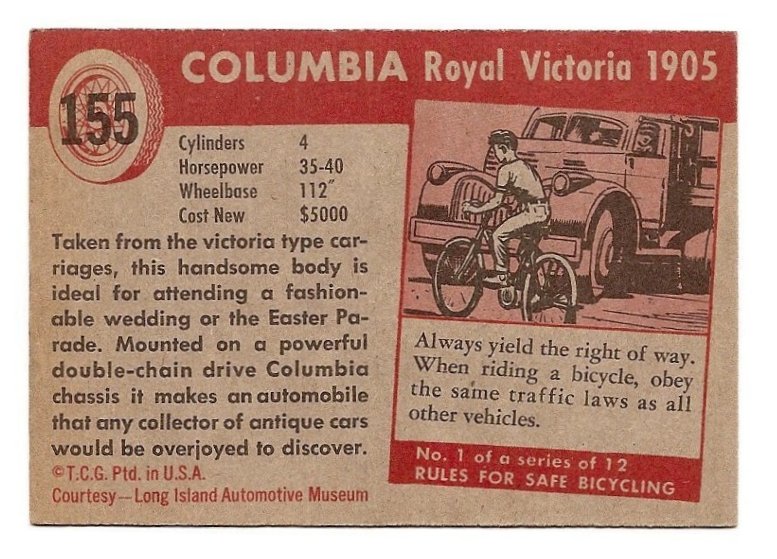 155
COLUMBIA Royal Victoria 1905
Cylinders 4
Horsepower 35-40
Wheelbase 112"
Cost New $5000
Taken from the victoria type car-
riages, this handsome body is
ideal for attending a fashion-
able wedding or the Easter Pa-
rade. Mounted on a powerful
double-chain drive Columbia
chassis it makes an automobile
that any collector of antique cars
would be overjoyed to discover.
©T.C.G. Ptd. in U.S.A.
Courtesy—Long Island Automotive Museum
Always yield the right of way.
When riding a bicycle, obey
the same traffic laws as all
other vehicles.
No. 1 of a series of 12
RULES FOR SAFE BICYCLING